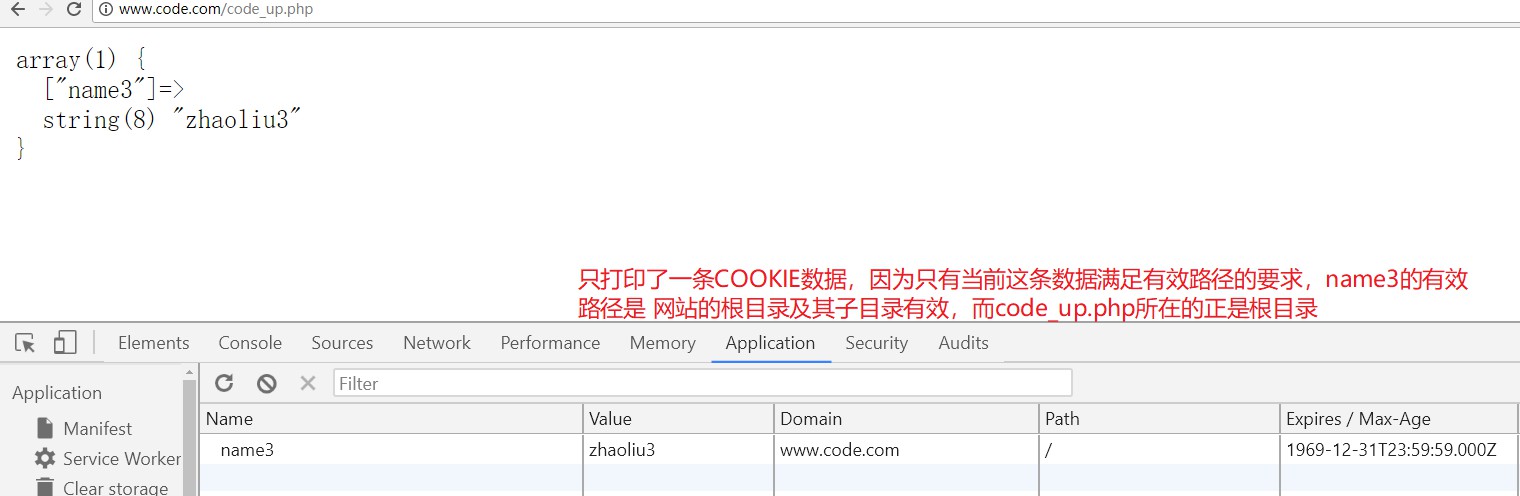 www.code.com/code_up.php
array(1) {
["name3"]=>
string(8) "zhaoliu3"
}
只打印了一条COOKIE数据，因为只有当前这条数据满足有效路径的要求，name3的有效
路径是 网站的根目录及其子目录有效，而code_up.php所在的正是根目录
Elements Console Sources Network Performance Memory Application Security Audits
Application
Filter
Name Value Domain Path Expires / Max-Age
Manifest
name3 zhaoliu3 www.code.com / 1969-12-31T23:59:59.000Z
Service Worker
Clear storage